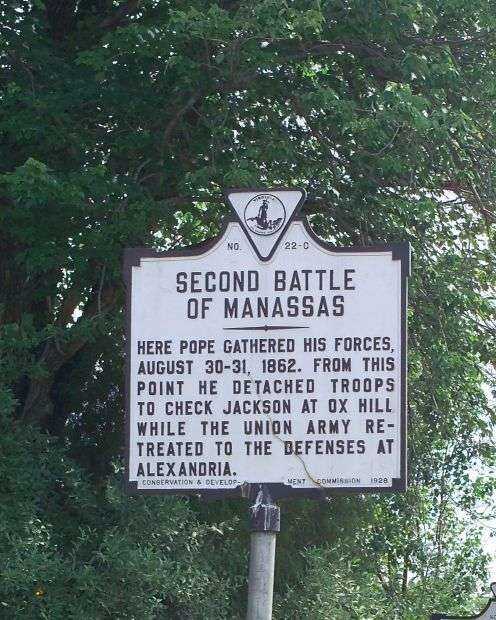 NO. 22-C
SECOND BATTLE
OF MANASSAS
HERE POPE GATHERED HIS FORCES,
AUGUST 30-31, 1862. FROM THIS
POINT HE DETACHED TROOPS
TO CHECK JACKSON AT OX HILL
WHILE THE UNION ARMY RE-
TREATED TO THE DEFENSES AT
ALEXANDRIA.
CONSERVATION & DEVELOP- MENT COMMISSION 1928